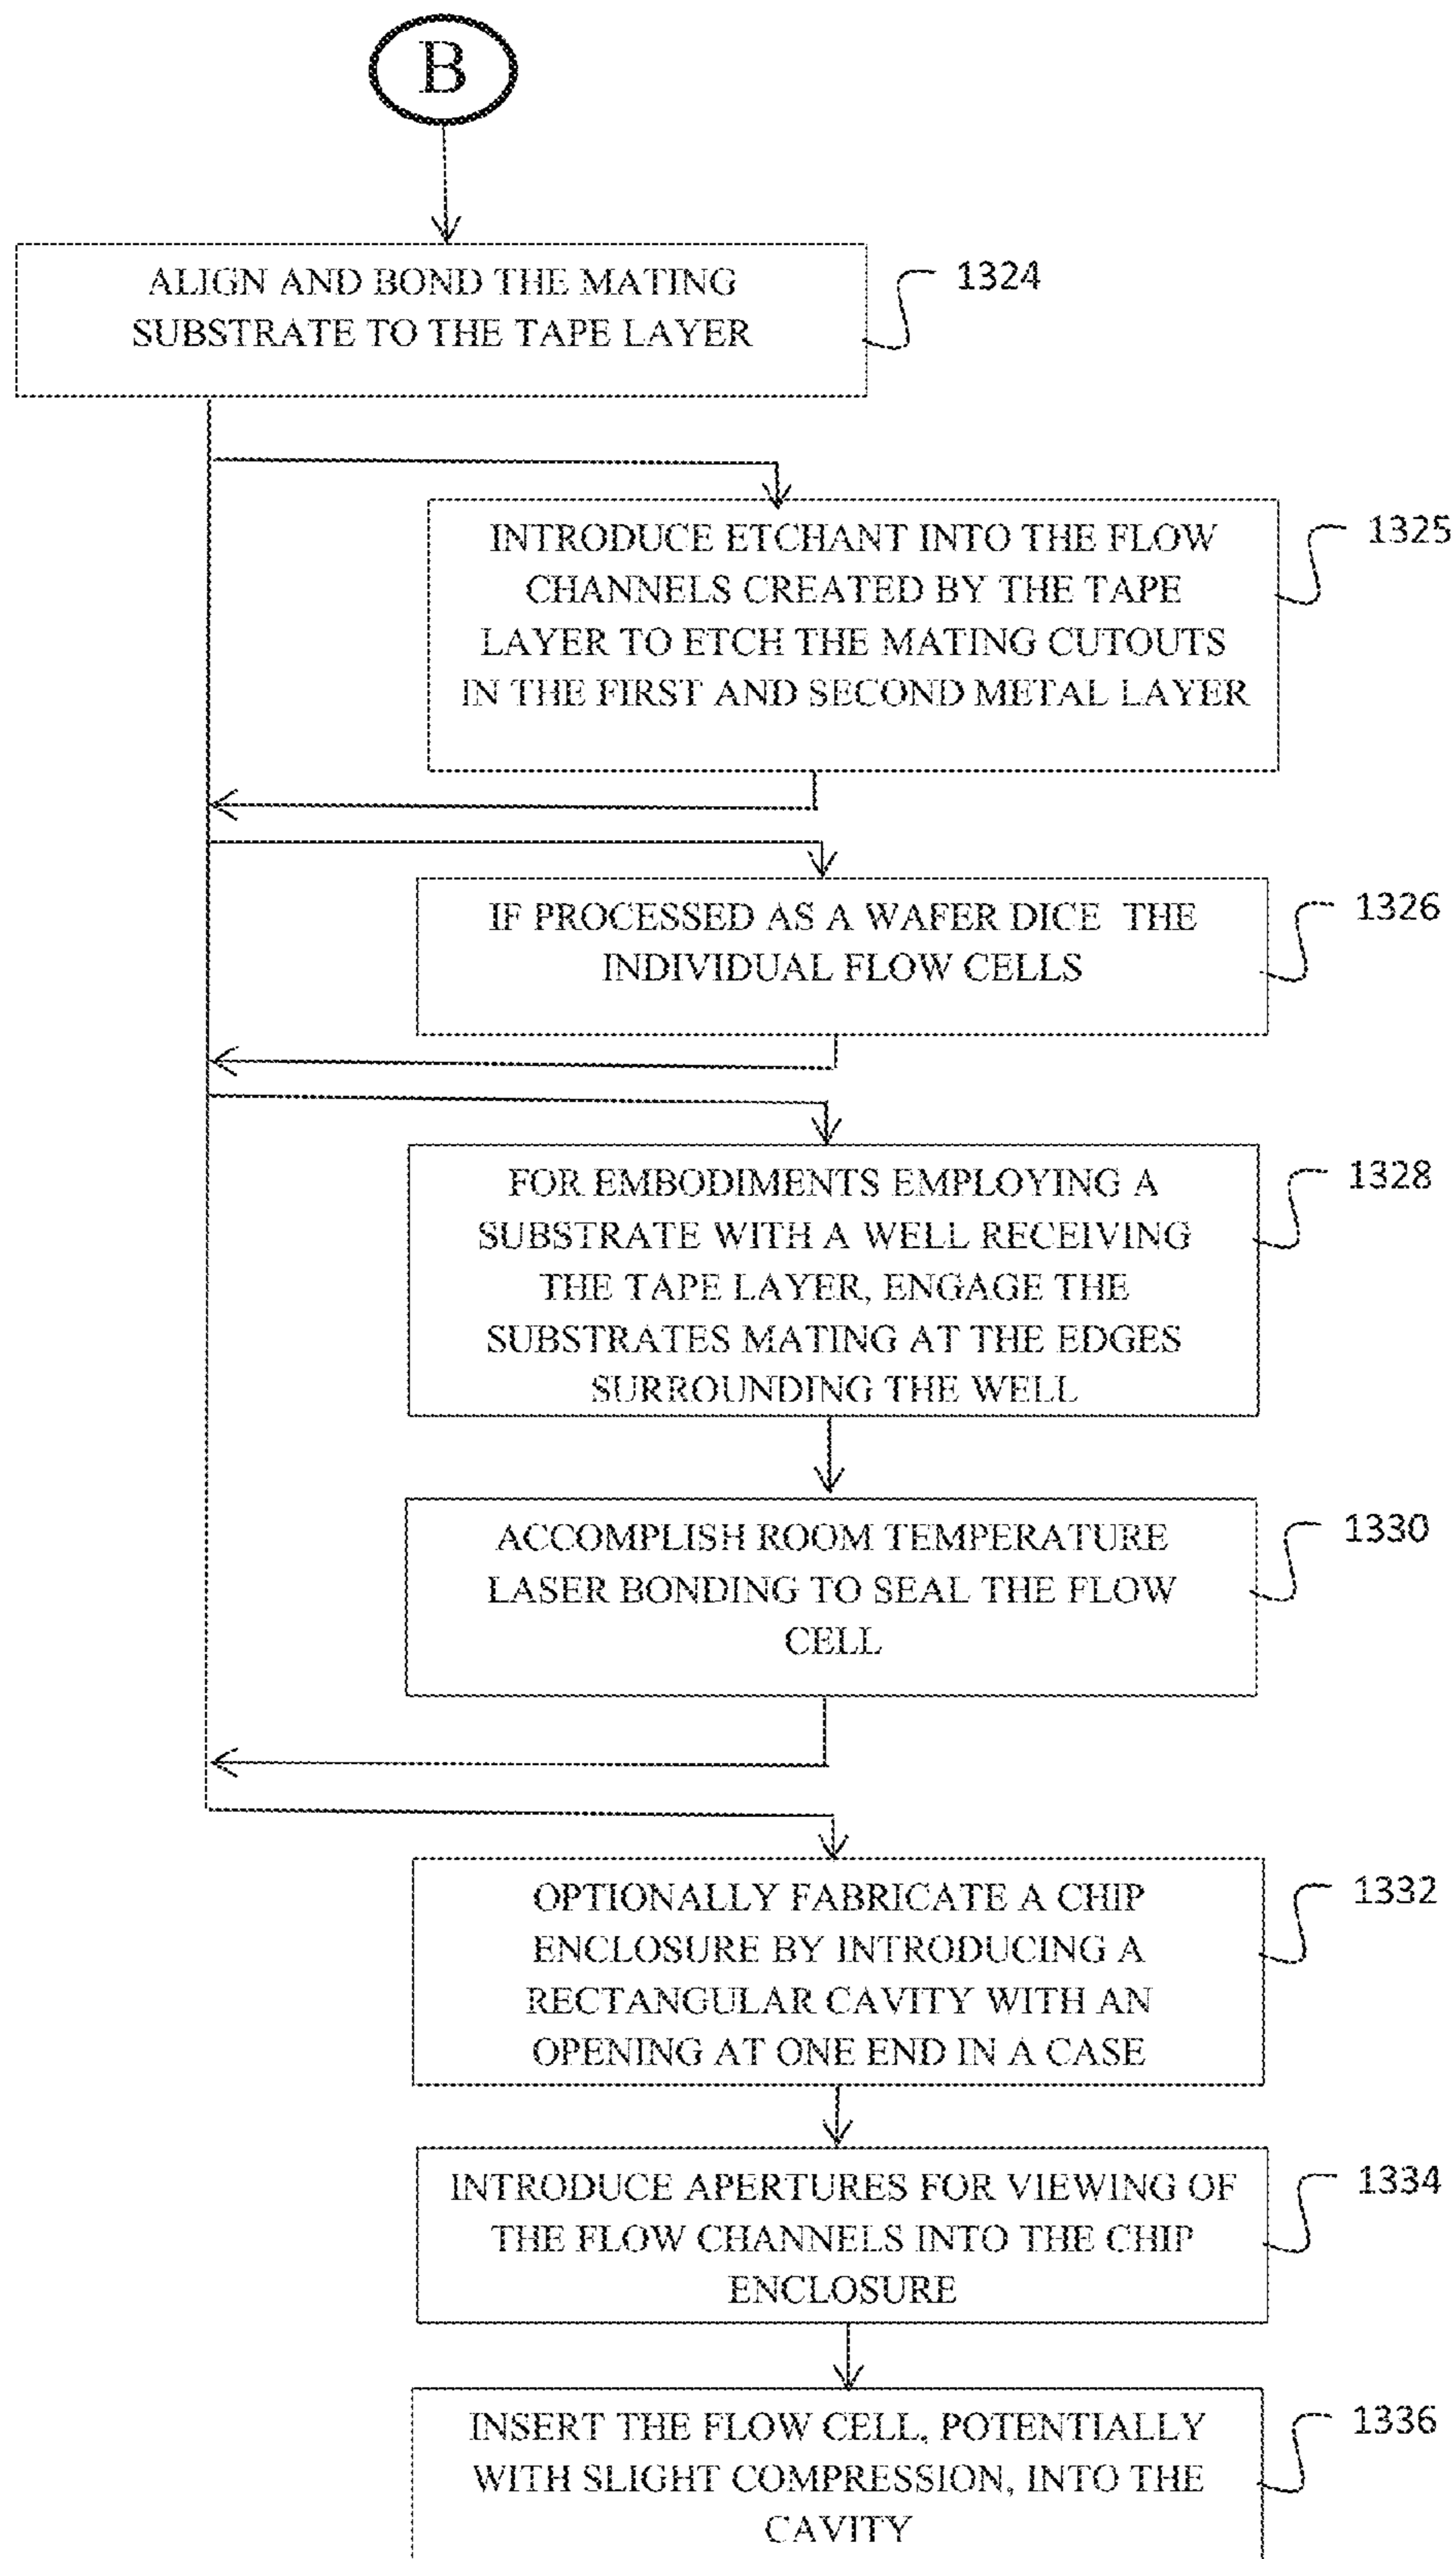 B
ALIGN AND BOND THE MATING
SUBSTRATE TO THE TAPE LAYER
1324
INTRODUCE ETCHANT INTO THE FLOW
CHANNELS CREATED BY THE TAPE
LAYER TO ETCH THE MATING CUTOUTS
IN THE FIRST AND SECOND METAL LAYER
1325
IF PROCESSED AS A WAFER DICE THE
INDIVIDUAL FLOW CELLS
1326
FOR EMBODIMENTS EMPLOYING A
SUBSTRATE WITH A WELL RECEIVING
THE TAPE LAYER, ENGAGE THE
SUBSTRATES MATING AT THE EDGES
SURROUNDING THE WELL
1328
ACCOMPLISH ROOM TEMPERATURE
LASER BONDING TO SEAL THE FLOW
CELL
1330
OPTIONALLY FABRICATE A CHIP
ENCLOSURE BY INTRODUCING A
RECTANGULAR CAVITY WITH AN
OPENING AT ONE END IN A CASE
1332
INTRODUCE APERTURES FOR VIEWING OF
THE FLOW CHANNELS INTO THE CHIP
ENCLOSURE
1334
INSERT THE FLOW CELL, POTENTIALLY
WITH SLIGHT COMPRESSION, INTO THE
CAVITY
1336